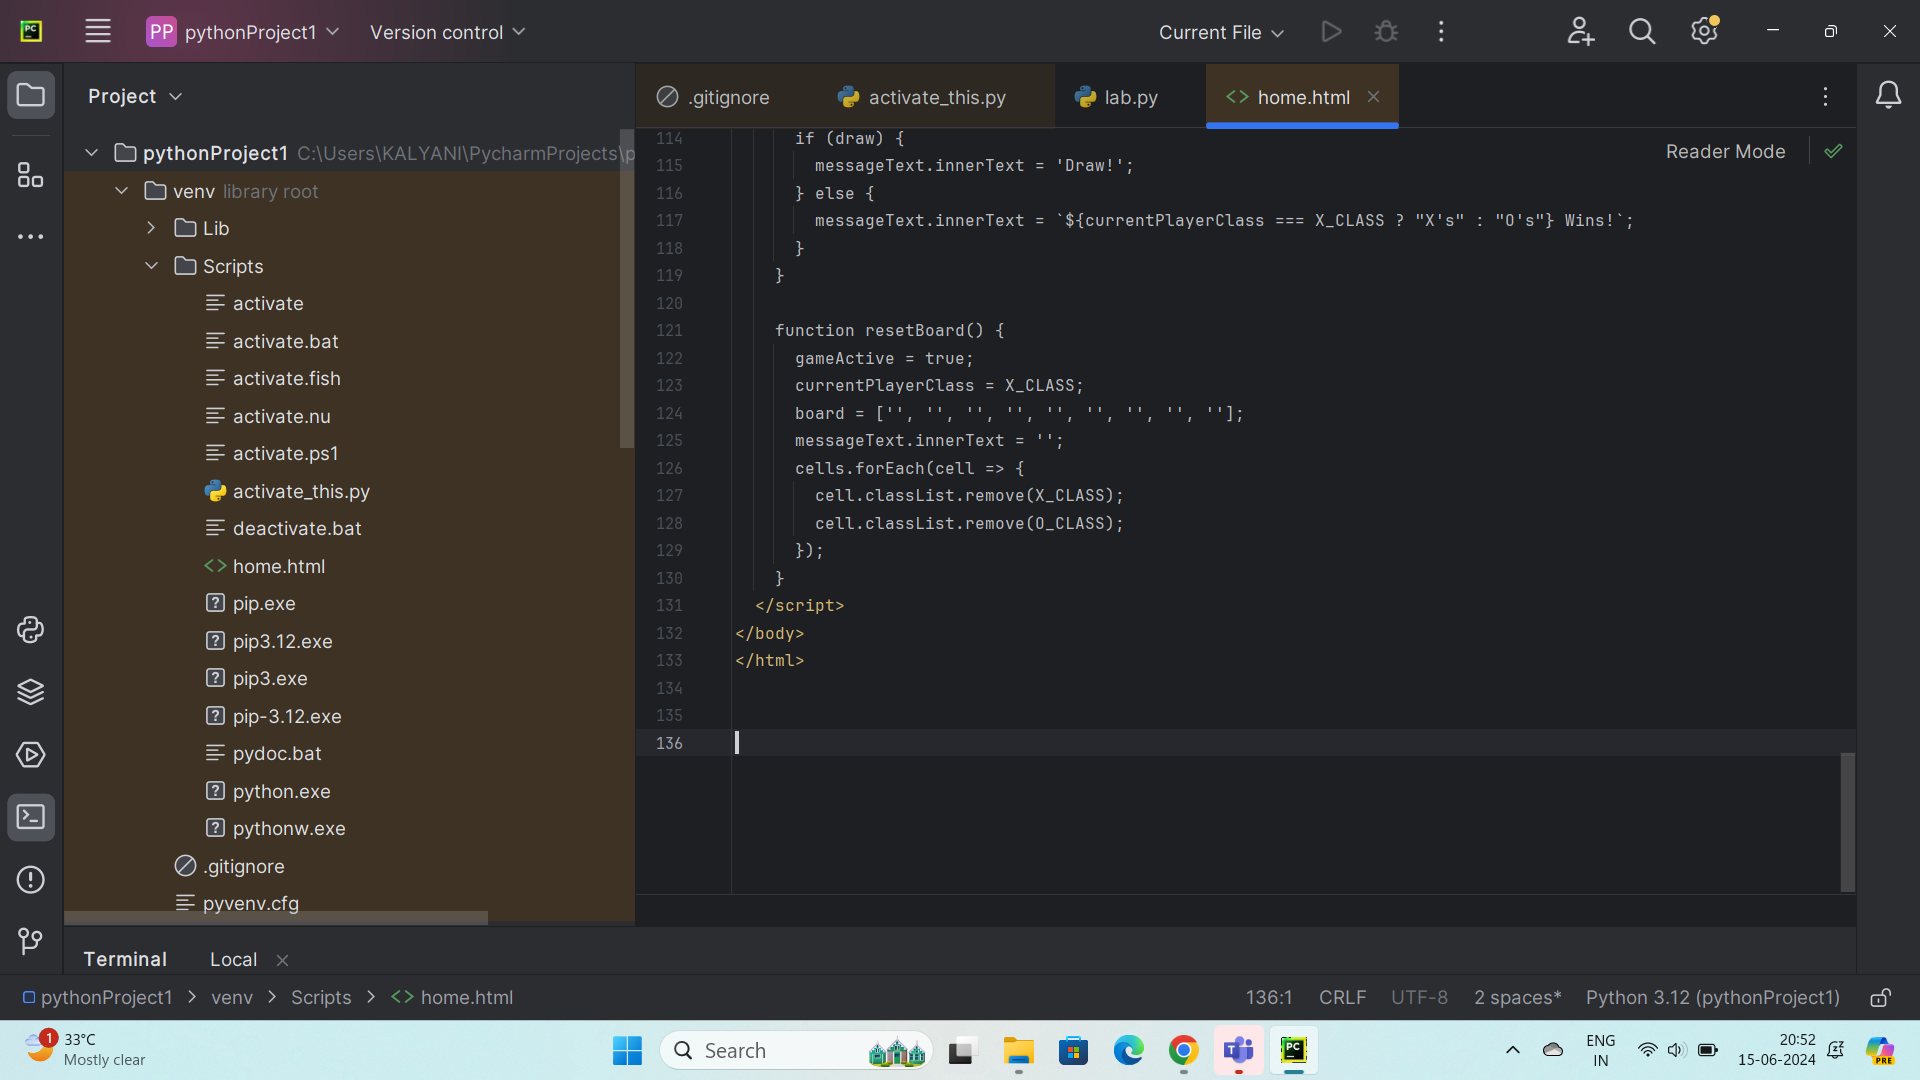 PC
PP pythonProject1
Version control
Current File
Project
.gitignore
activate_this.py
lab.py
home.html
Reader Mode
pythonProject1 C:\Users\KALYANI\PycharmProjects\p
venv library root
Lib
Scripts
activate
activate.bat
activate.fish
activate.nu
activate.ps1
activate_this.py
deactivate.bat
home.html
pip.exe
pip3.12.exe
pip3.exe
pip-3.12.exe
pydoc.bat
python.exe
pythonw.exe
.gitignore
pyvenv.cfg
114 if (draw) {
115 messageText.innerText = 'Draw!';
116 } else {
117 messageText.innerText = `${currentPlayerClass === X_CLASS ? "X's" : "O's"} Wins!`;
118 }
119 }
120
121 function resetBoard() {
122 gameActive = true;
123 currentPlayerClass = X_CLASS;
124 board = ['', '', '', '', '', '', '', '', ''];
125 messageText.innerText = '';
126 cells.forEach(cell => {
127 cell.classList.remove(X_CLASS);
128 cell.classList.remove(O_CLASS);
129 });
130 }
131 </script>
132 </body>
133 </html>
134
135
136
Terminal
Local
pythonProject1 > venv > Scripts > <> home.html
136:1 CRLF UTF-8 2 spaces* Python 3.12 (pythonProject1)
1
33°C
Mostly clear
Search
PC
ENG
IN
20:52
15-06-2024
PRE